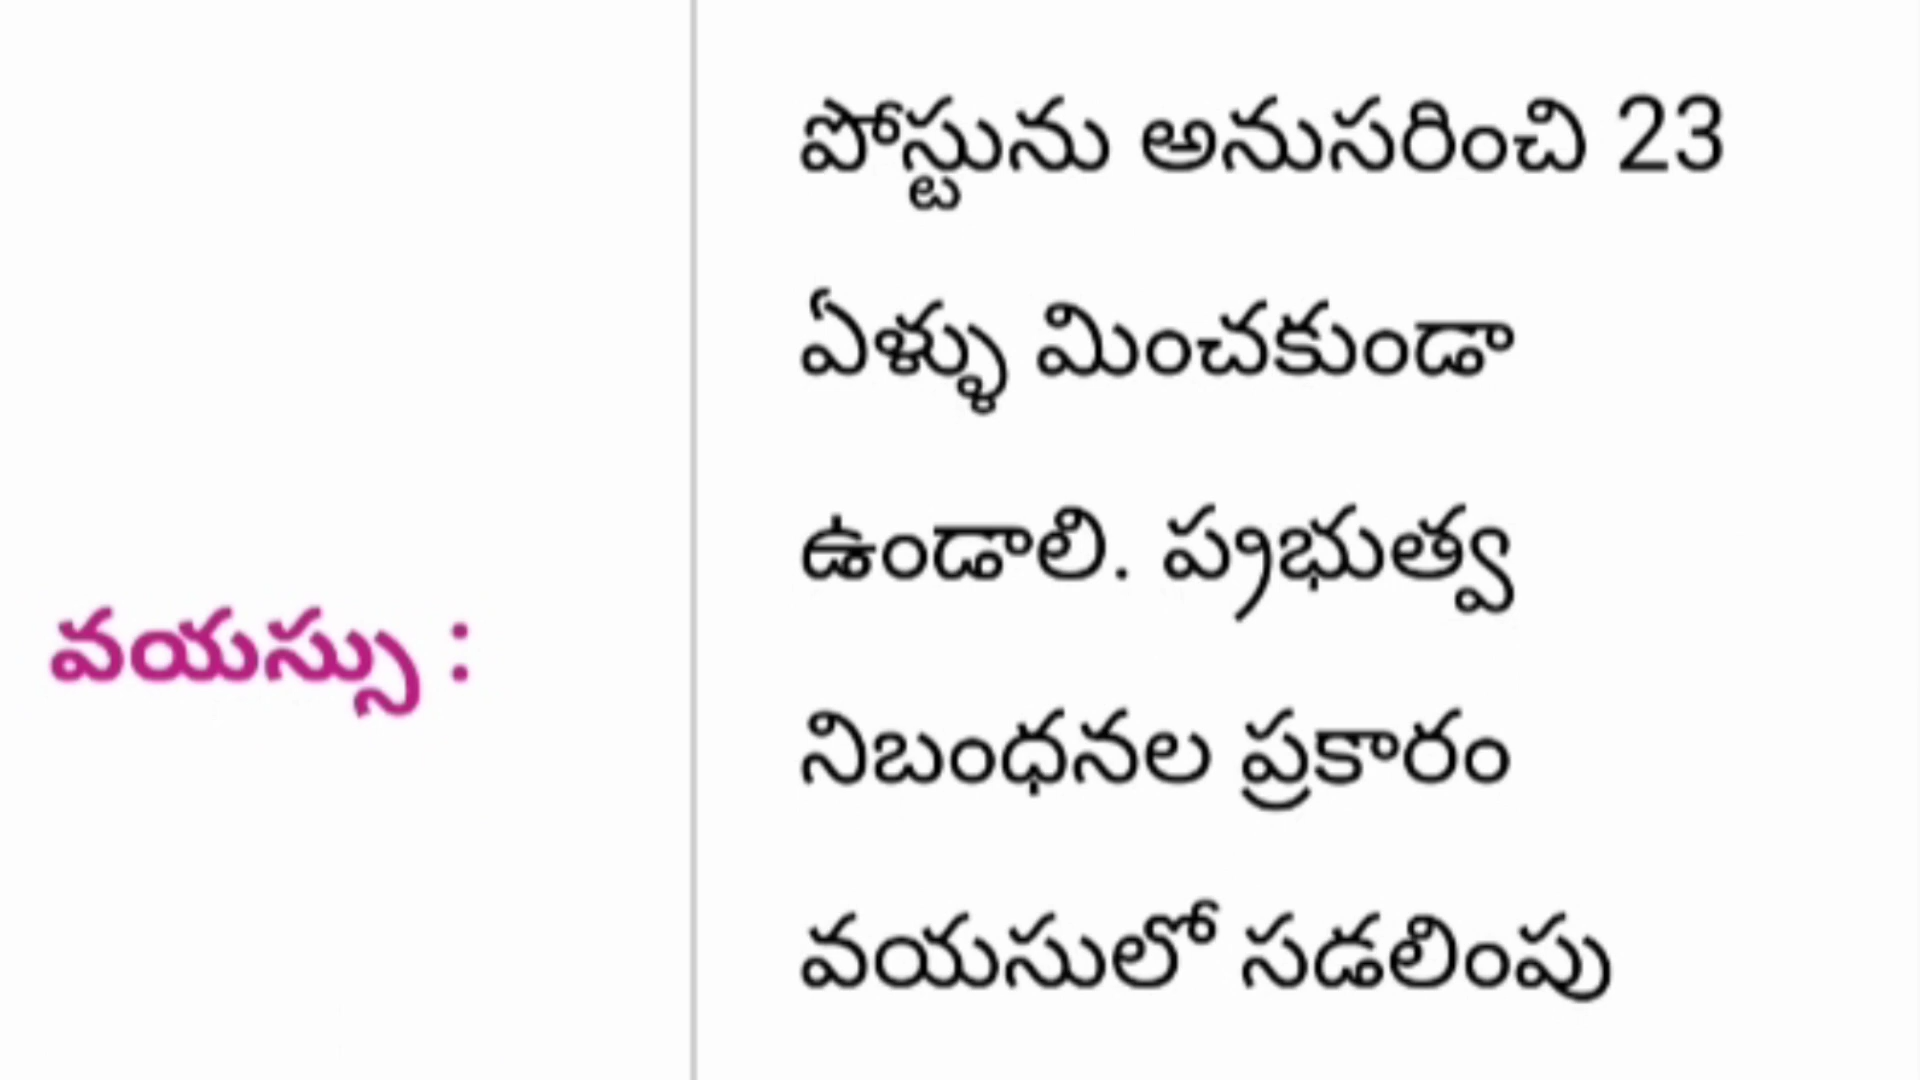 వయస్సు :
పోస్టును అనుసరించి 23
ఏళ్ళు మించకుండా
ఉండాలి. ప్రభుత్వ
నిబంధనల ప్రకారం
వయసులో సడలింపు